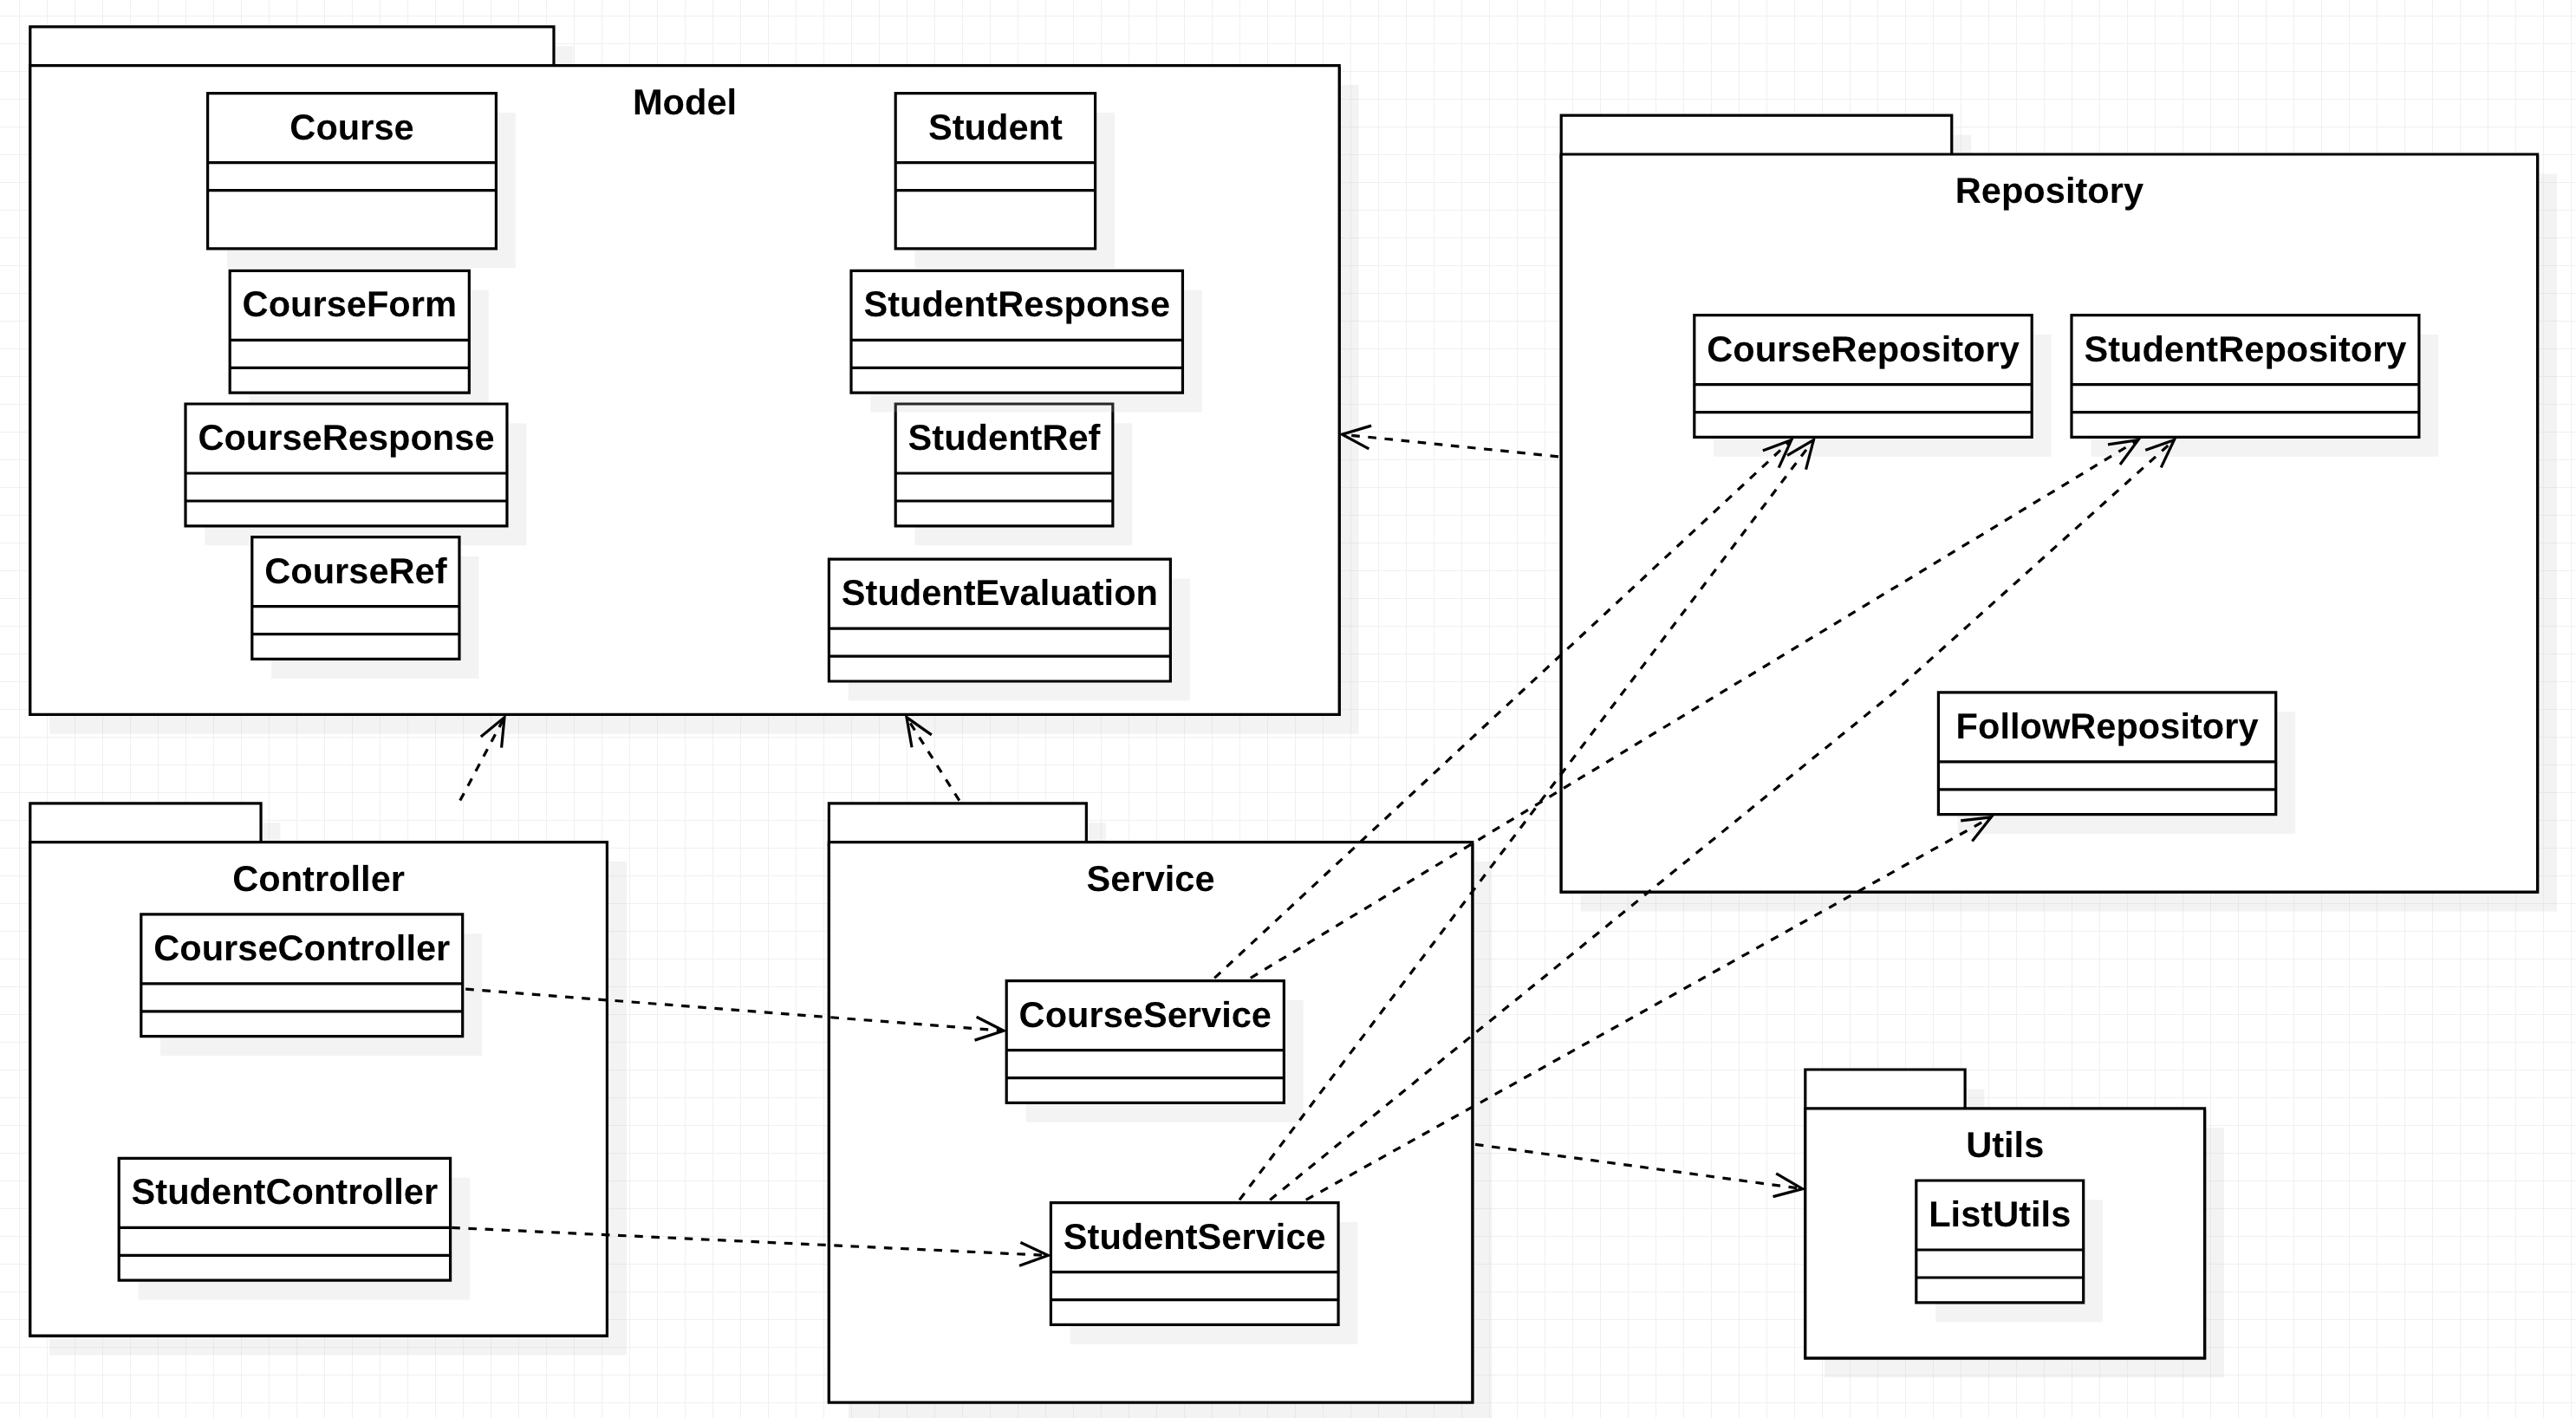 Model
Course
Student
CourseForm
StudentResponse
CourseResponse
StudentRef
CourseRef
StudentEvaluation
Repository
CourseRepository
StudentRepository
FollowRepository
Controller
CourseController
StudentController
Service
CourseService
StudentService
Utils
ListUtils